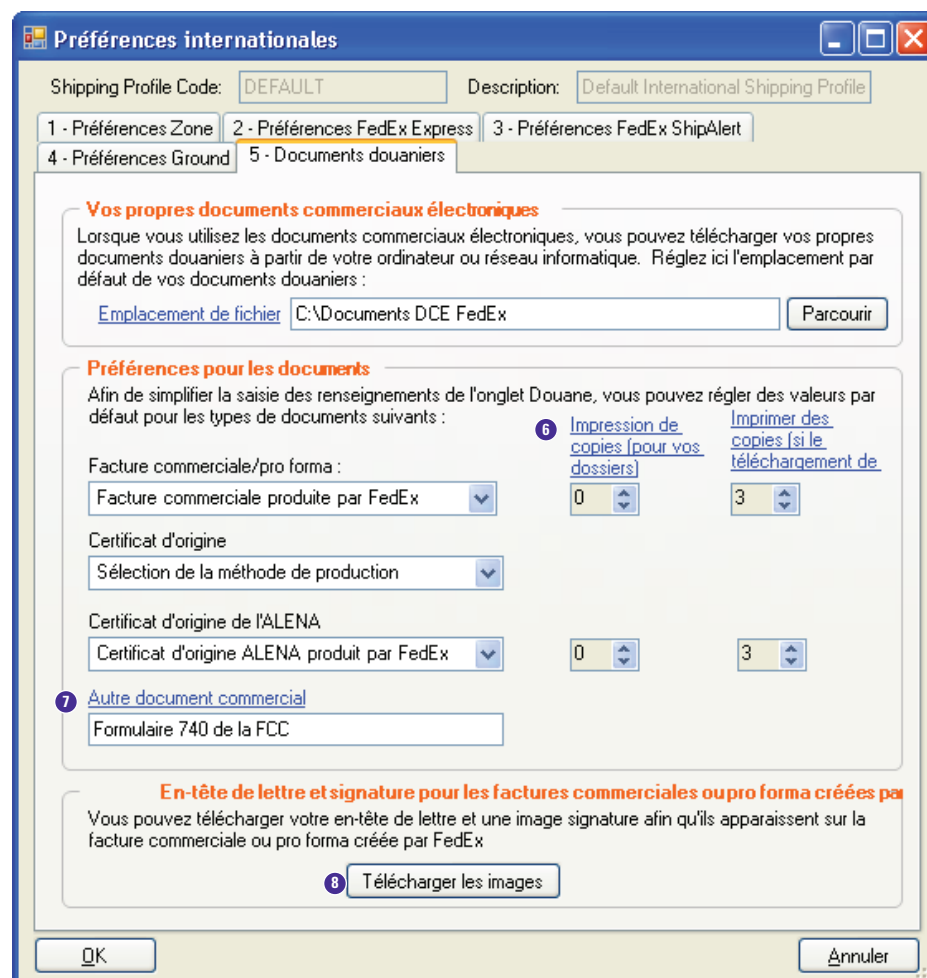 Préférences internationales
Shipping Profile Code: DEFAULT Description: Default International Shipping Profile
1 - Préférences Zone 2 - Préférences FedEx Express 3 - Préférences FedEx ShipAlert
4 - Préférences Ground 5 - Documents douaniers
Vos propres documents commerciaux électroniques
Lorsque vous utilisez les documents commerciaux électroniques, vous pouvez télécharger vos propres
documents douaniers à partir de votre ordinateur ou réseau informatique. Réglez ici l'emplacement par
défaut de vos documents douaniers :
Emplacement de fichier C:\Documents DCE FedEx Parcourir
Préférences pour les documents
Afin de simplifier la saisie des renseignements de l'onglet Douane, vous pouvez régler des valeurs par
défaut pour les types de documents suivants :
6 Impression de
copies (pour vos
dossiers)
Imprimer des
copies (si le
téléchargement de
Facture commerciale/pro forma :
Facture commerciale produite par FedEx 0 3
Certificat d'origine
Sélection de la méthode de production
Certificat d'origine de l'ALENA
Certificat d'origine ALENA produit par FedEx 0 3
7 Autre document commercial
Formulaire 740 de la FCC
En-tête de lettre et signature pour les factures commerciales ou pro forma créées par
Vous pouvez télécharger votre en-tête de lettre et une image signature afin qu'ils apparaissent sur la
facture commerciale ou pro forma créée par FedEx
8 Télécharger les images
OK Annuler